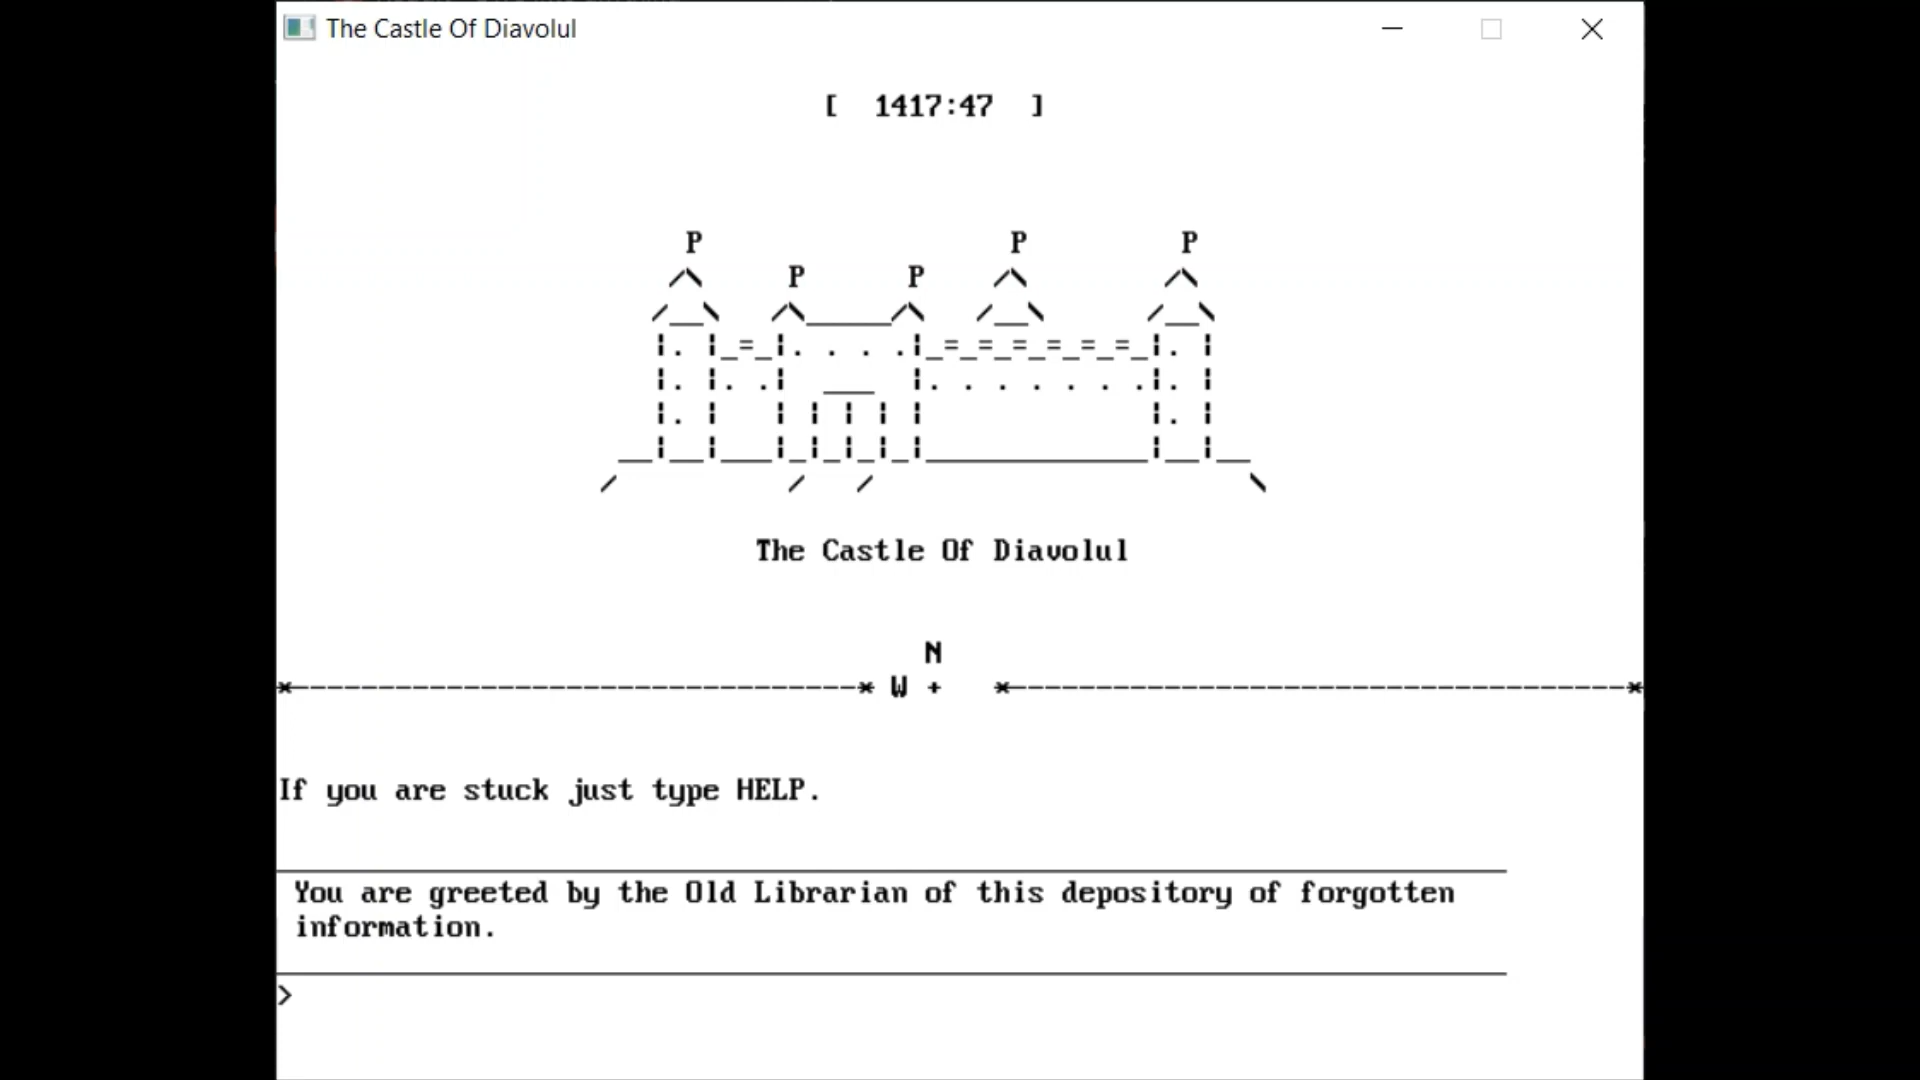 The Castle Of Diavolul
[ 1417:47 ]
P P P
P P
The Castle Of Diavolul
N
W +
If you are stuck just type HELP.
You are greeted by the Old Librarian of this depository of forgotten
information.
>